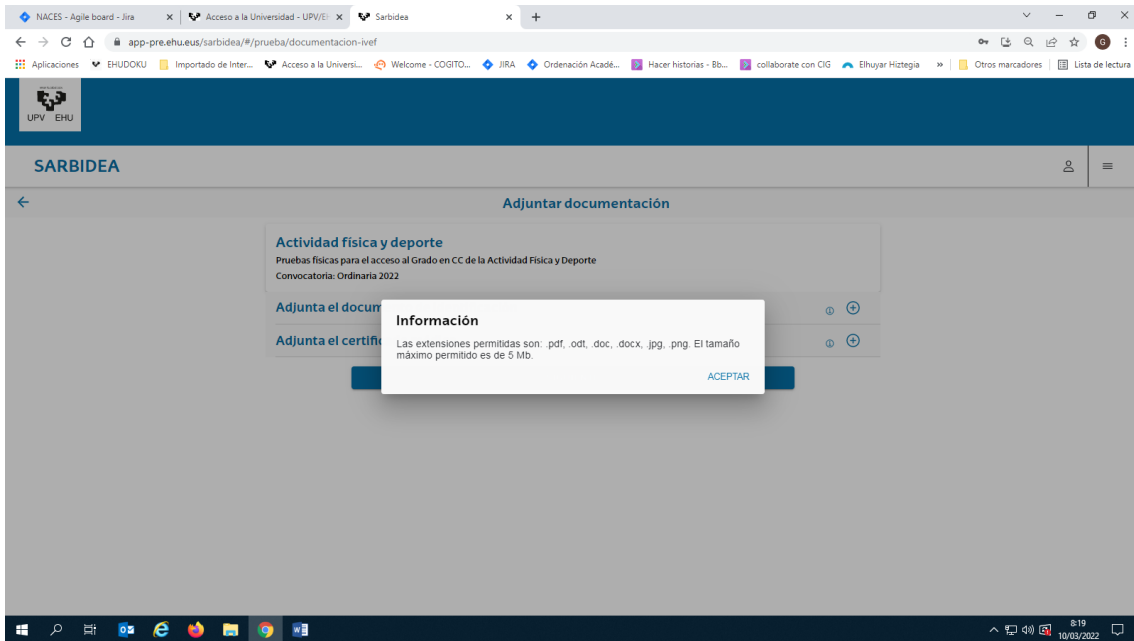 NACES - Agile board - Jira
Acceso a la Universidad - UPV/EH
Sarbidea
app-pre.ehu.eus/sarbidea/#/prueba/documentacion-ivef
G
Aplicaciones
EHUDOKU
Importado de Inter...
Acceso a la Universi...
Welcome - COGITO...
JIRA
Ordenación Acadé...
Hacer historias - Bb...
collaborate con CIG
Elhuyar Hiztegia
»
Otros marcadores
Lista de lectura
UPV EHU
SARBIDEA
Adjuntar documentación
Actividad física y deporte
Pruebas físicas para el acceso al Grado en CC de la Actividad Física y Deporte
Convocatoria: Ordinaria 2022
Adjunta el docum
Adjunta el certific
Información
Las extensiones permitidas son: .pdf, .odt, .doc, .docx, .jpg, .png. El tamaño
máximo permitido es de 5 Mb.
ACEPTAR
8:19
10/03/2022